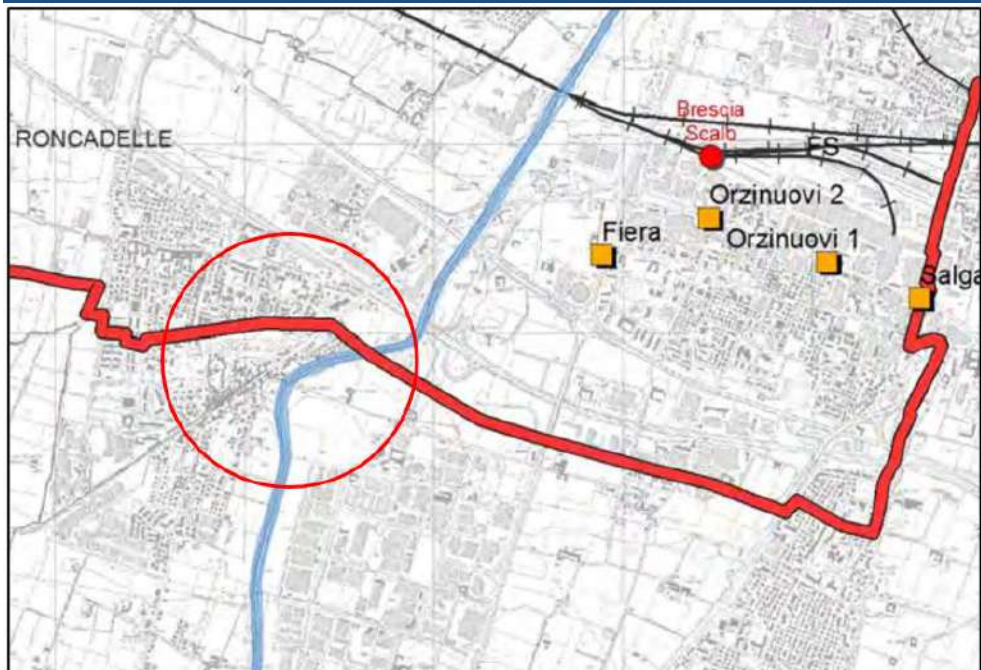 RONCADELLE
Brescia
Scalo
FS
Orzinuovi 2
Fiera
Orzinuovi 1
Salga